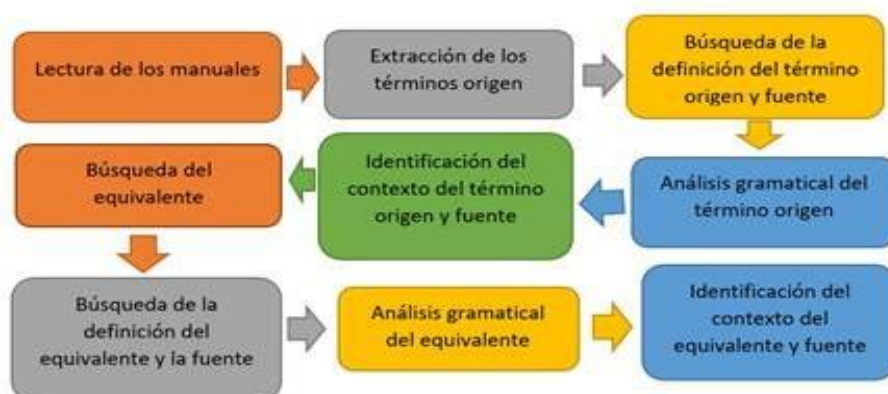 Lectura de los manuales
Extracción de los
términos origen
Búsqueda de la
definición del término
origen y fuente
Análisis gramatical del
término origen
Identificación del
contexto del término
origen y fuente
Búsqueda del
equivalente
Búsqueda de la
definición del
equivalente y la fuente
Análisis gramatical
del equivalente
Identificación del
contexto del
equivalente y fuente